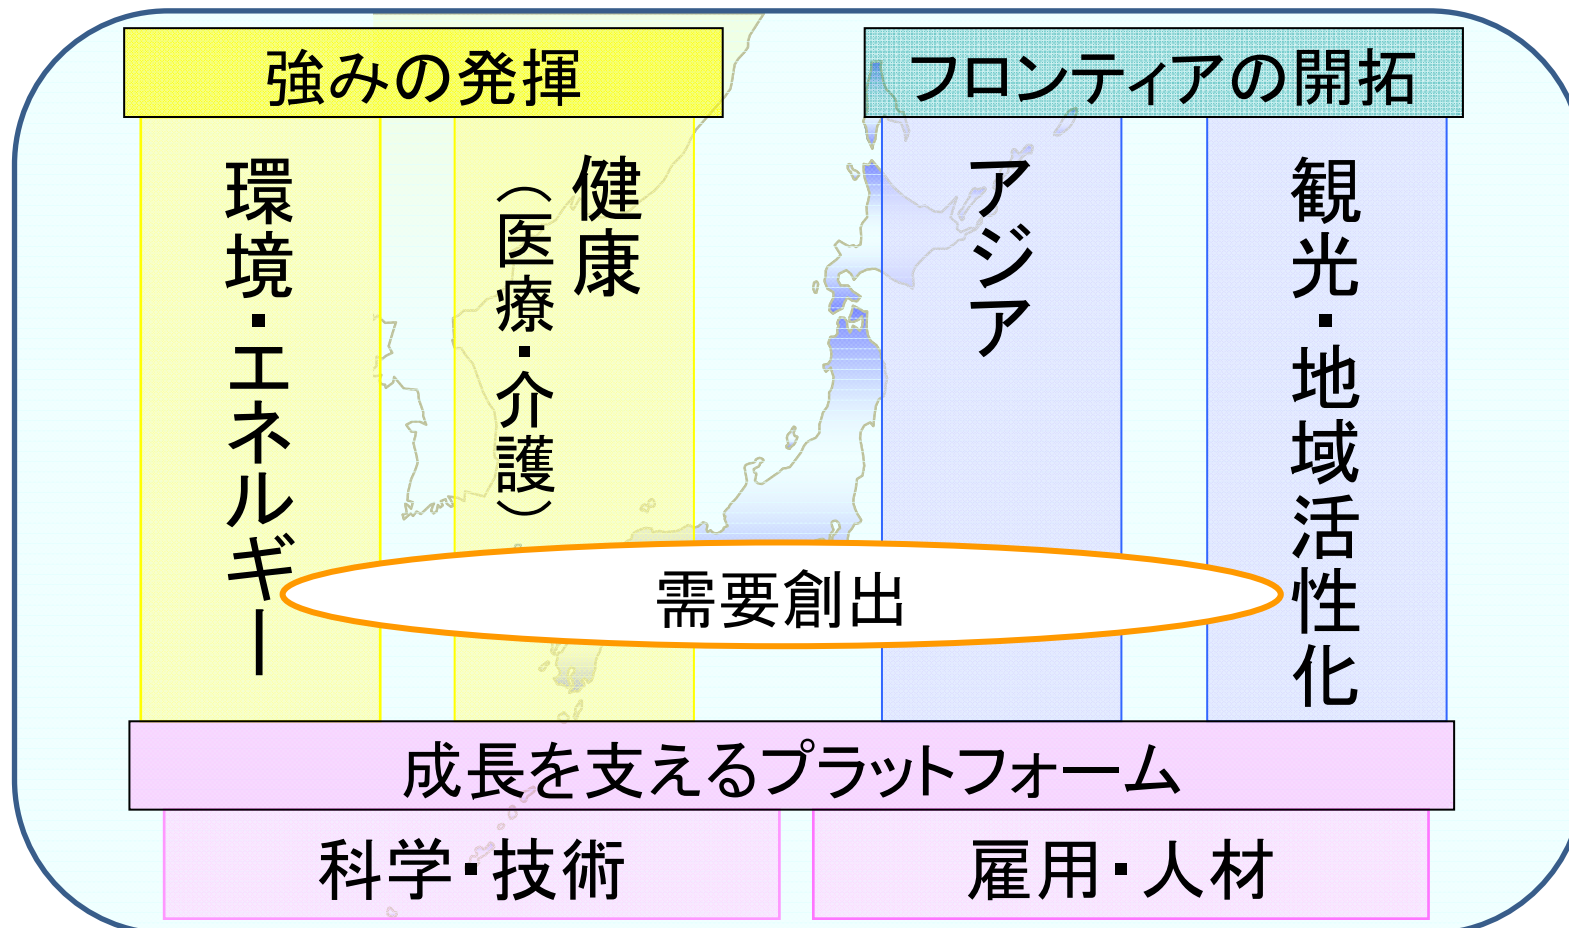 強みの発揮
フロンティアの開拓
環境・エネルギー
健康
（医療・介護）
アジア
観光・地域活性化
需要創出
成長を支えるプラットフォーム
科学・技術
雇用・人材